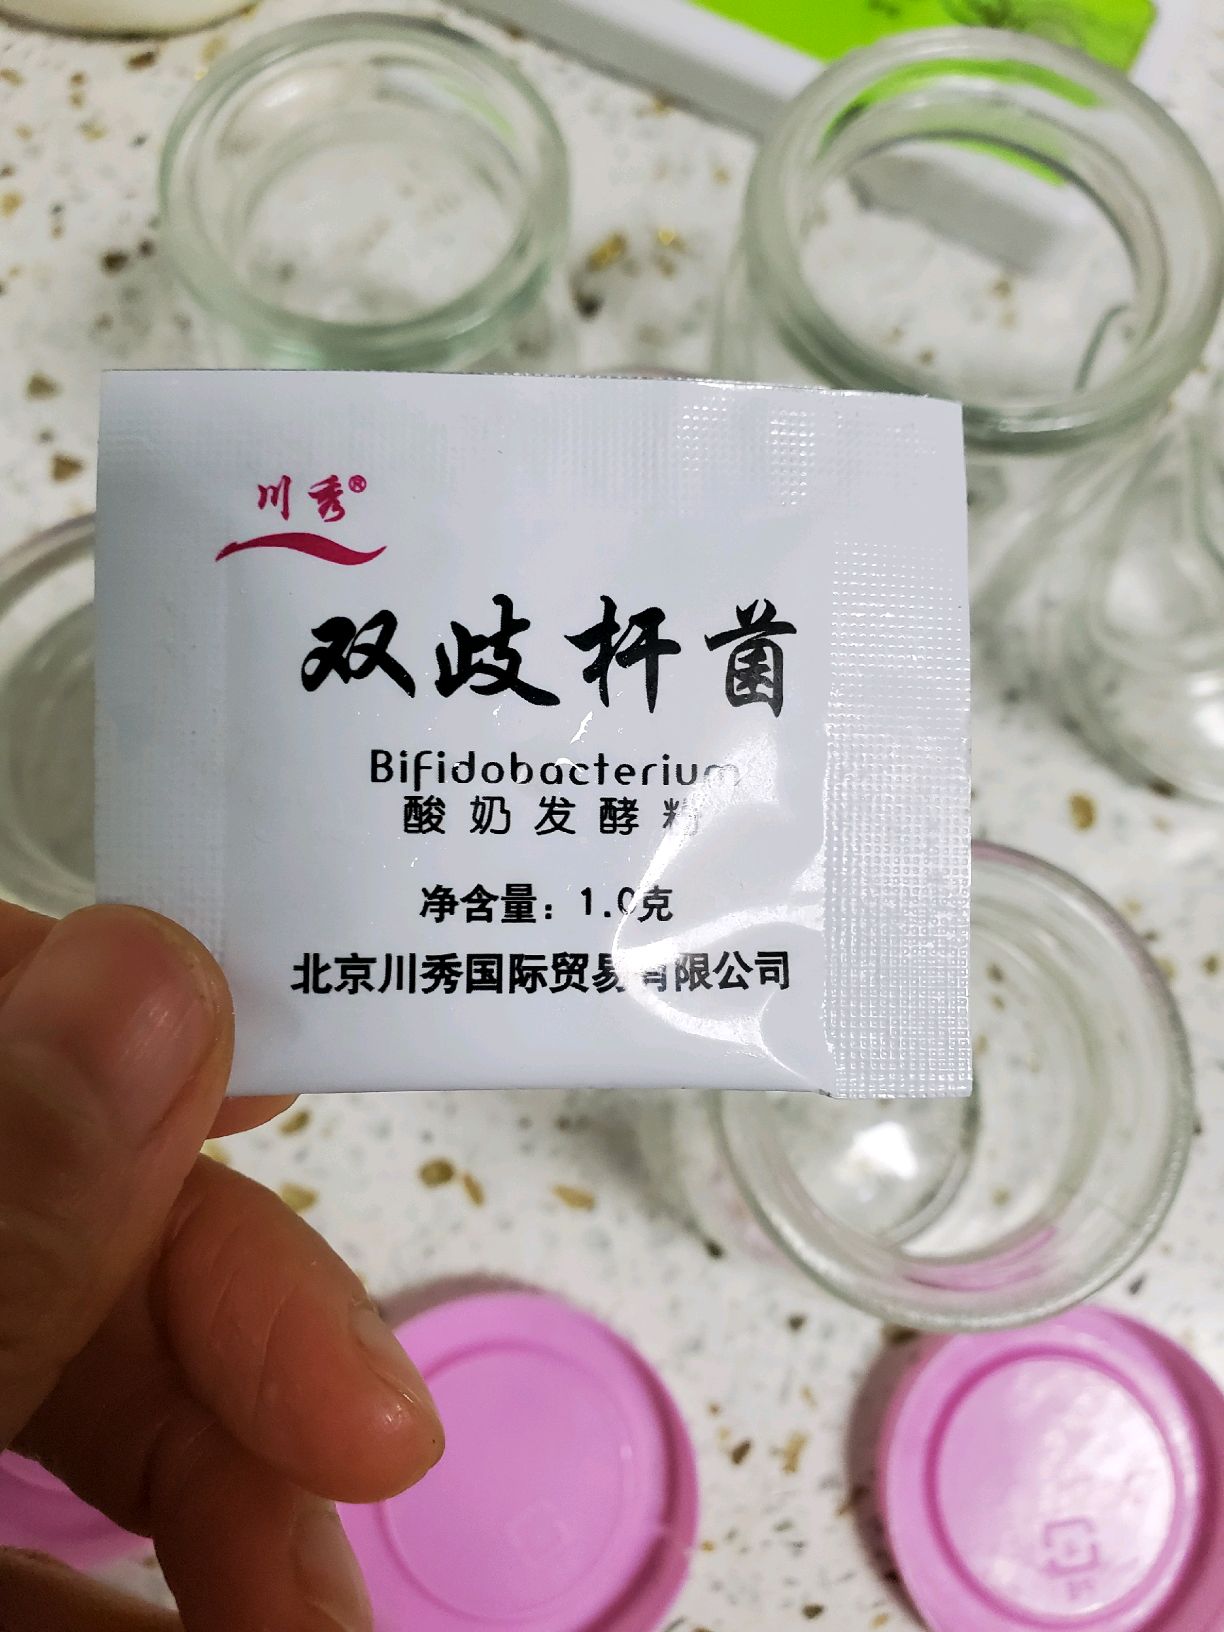 川秀®
双歧杆菌
Bifidobacterium
酸奶发酵粉
净含量：1.0克
北京川秀国际贸易有限公司